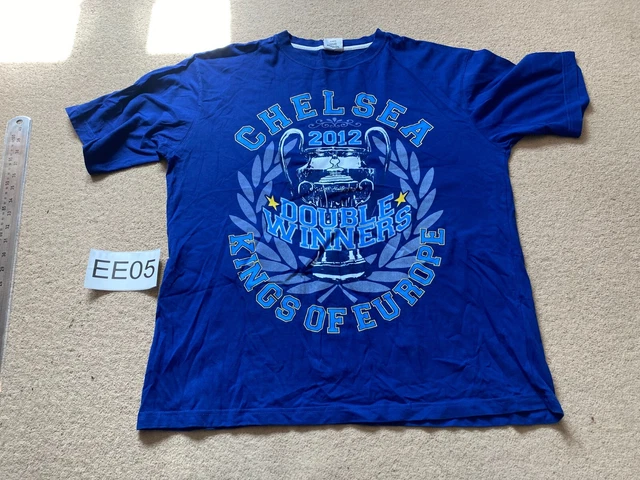 CHELSEA
2012
DOUBLE
WINNERS
KINGS OF EUROPE
EE05